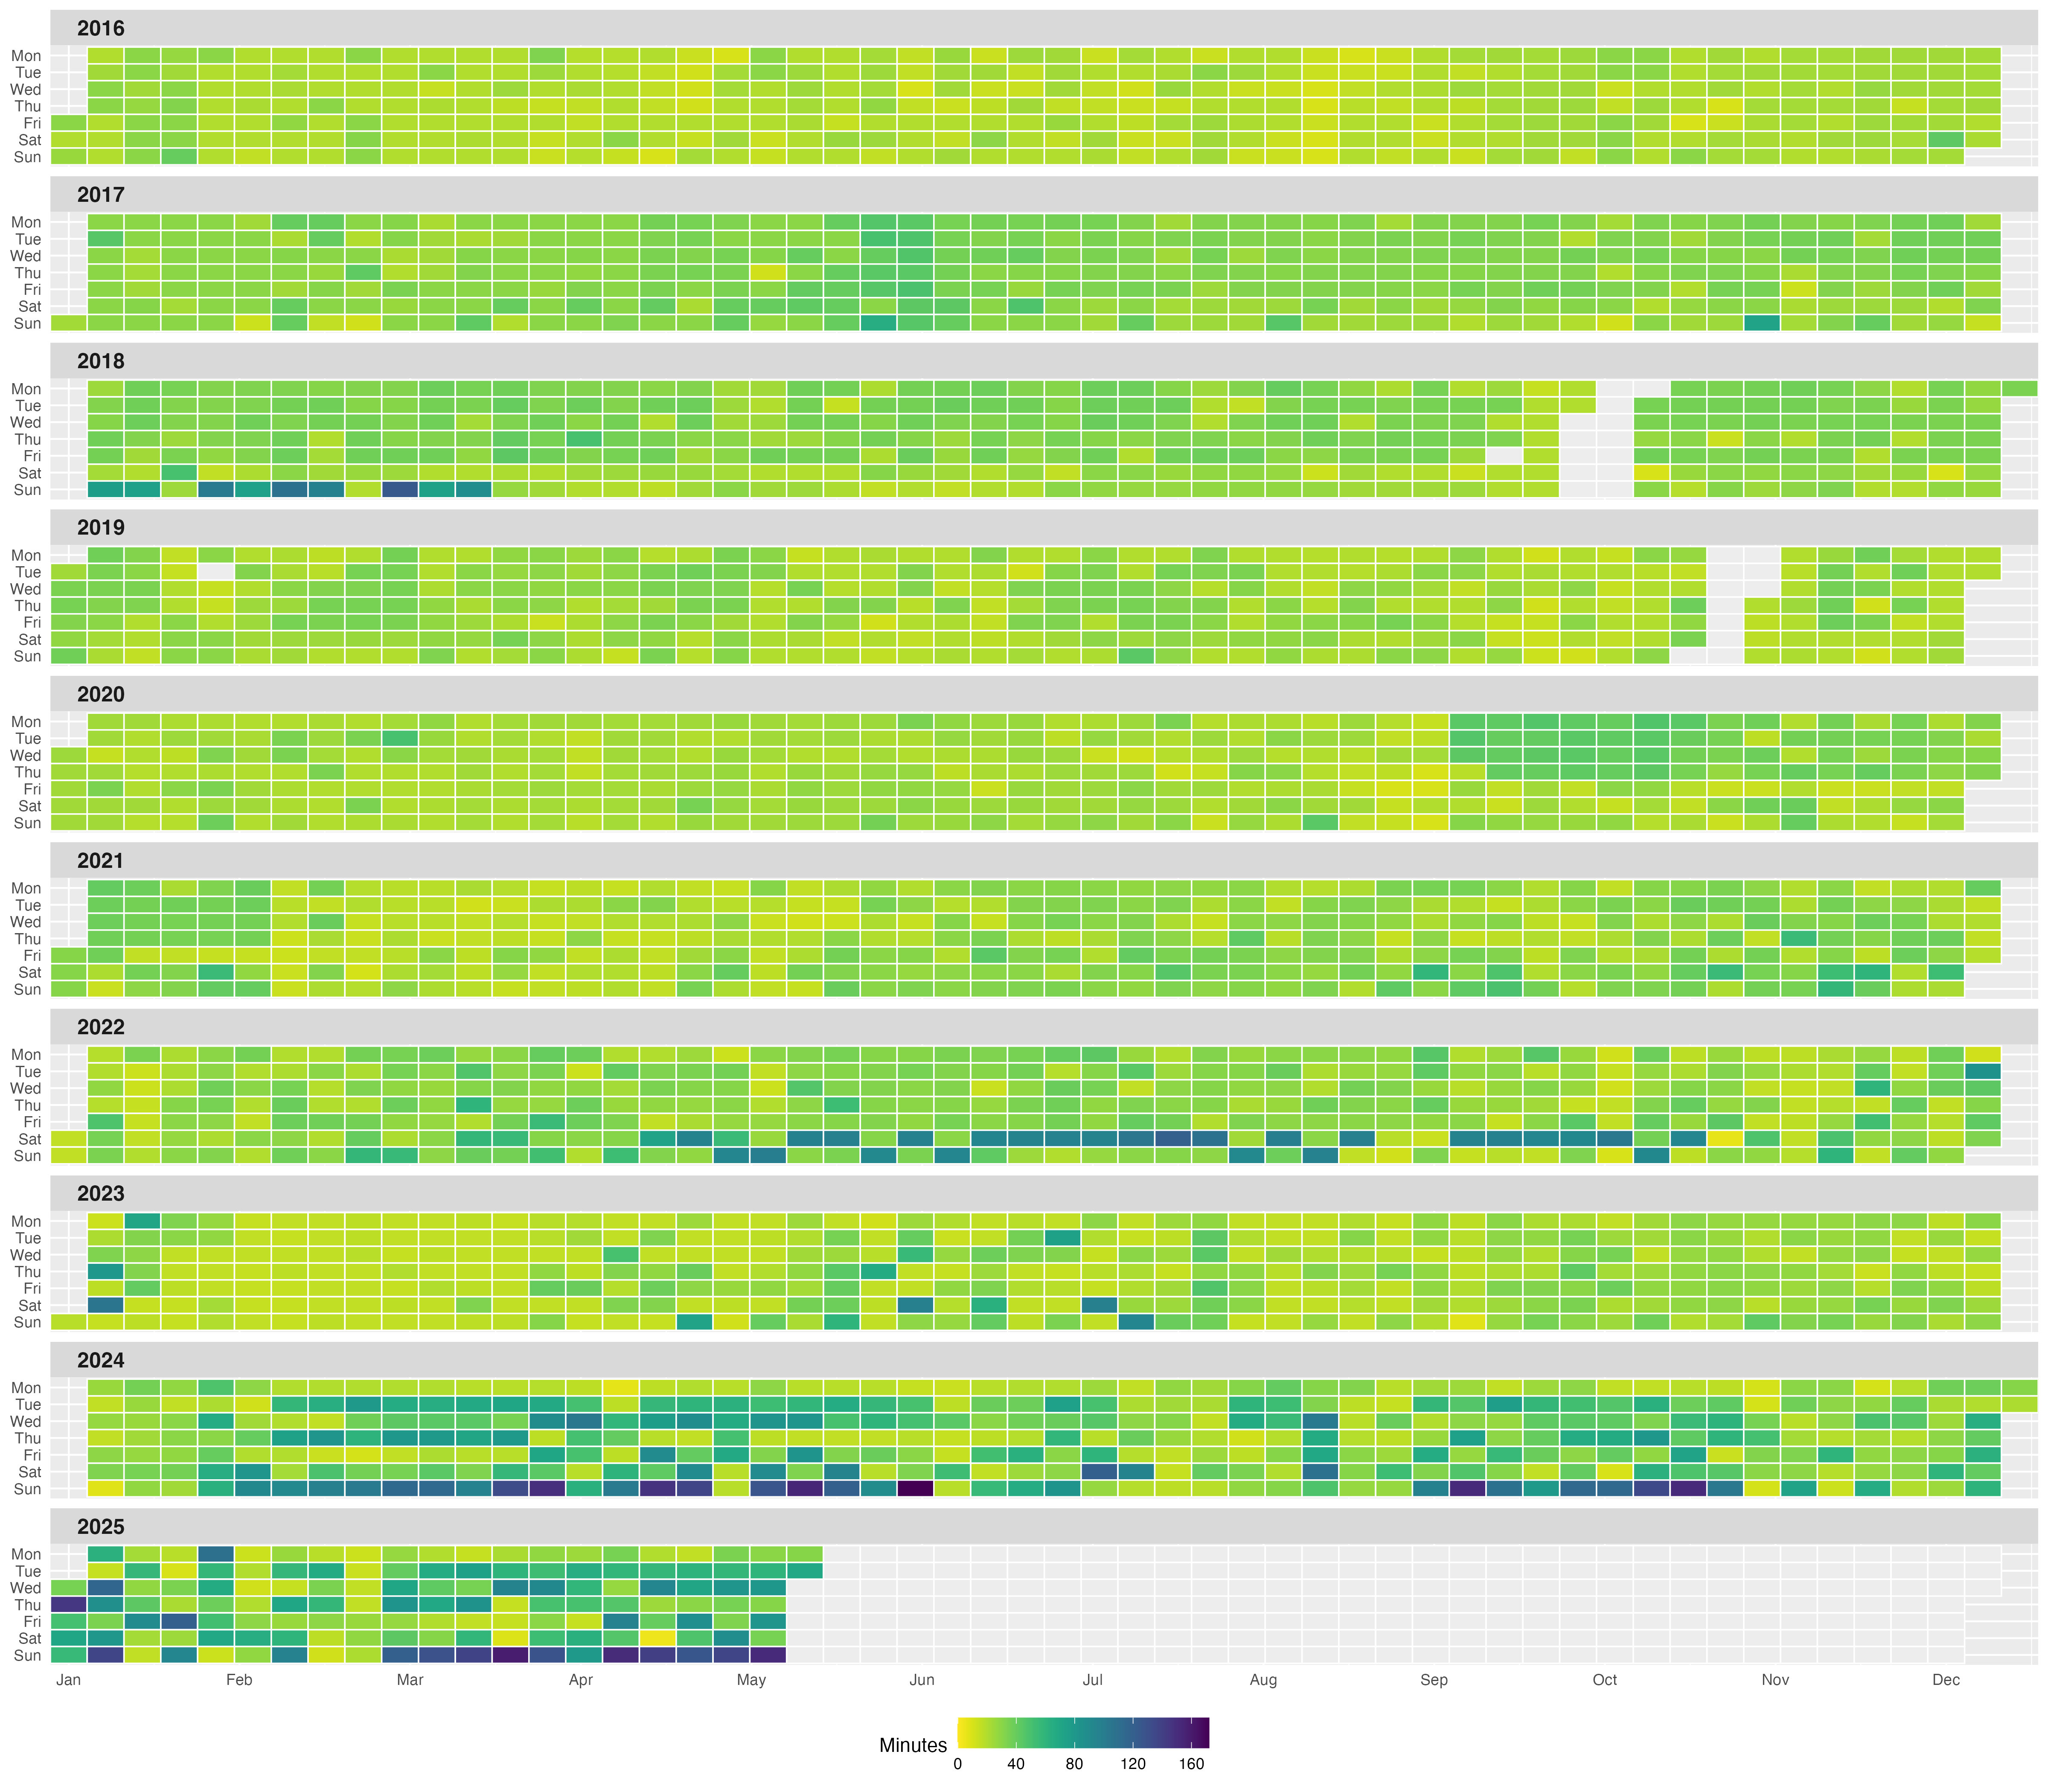 2016
Mon
Tue
Wed
Thu
Fri
Sat
Sun
2017
Mon
Tue
Wed
Thu
Fri
Sat
Sun
2018
Mon
Tue
Wed
Thu
Fri
Sat
Sun
2019
Mon
Tue
Wed
Thu
Fri
Sat
Sun
2020
Mon
Tue
Wed
Thu
Fri
Sat
Sun
2021
Mon
Tue
Wed
Thu
Fri
Sat
Sun
2022
Mon
Tue
Wed
Thu
Fri
Sat
Sun
2023
Mon
Tue
Wed
Thu
Fri
Sat
Sun
2024
Mon
Tue
Wed
Thu
Fri
Sat
Sun
2025
Mon
Tue
Wed
Thu
Fri
Sat
Sun
Jan Feb Mar Apr May Jun Jul Aug Sep Oct Nov Dec
Minutes
0 40 80 120 160